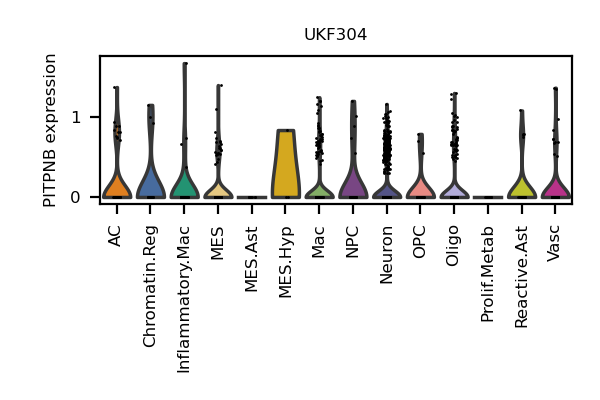 UKF304
PITPNB expression
1
0
AC
Chromatin.Reg
Inflammatory.Mac
MES
MES.Ast
MES.Hyp
Mac
NPC
Neuron
OPC
Oligo
Prolif.Metab
Reactive.Ast
Vasc